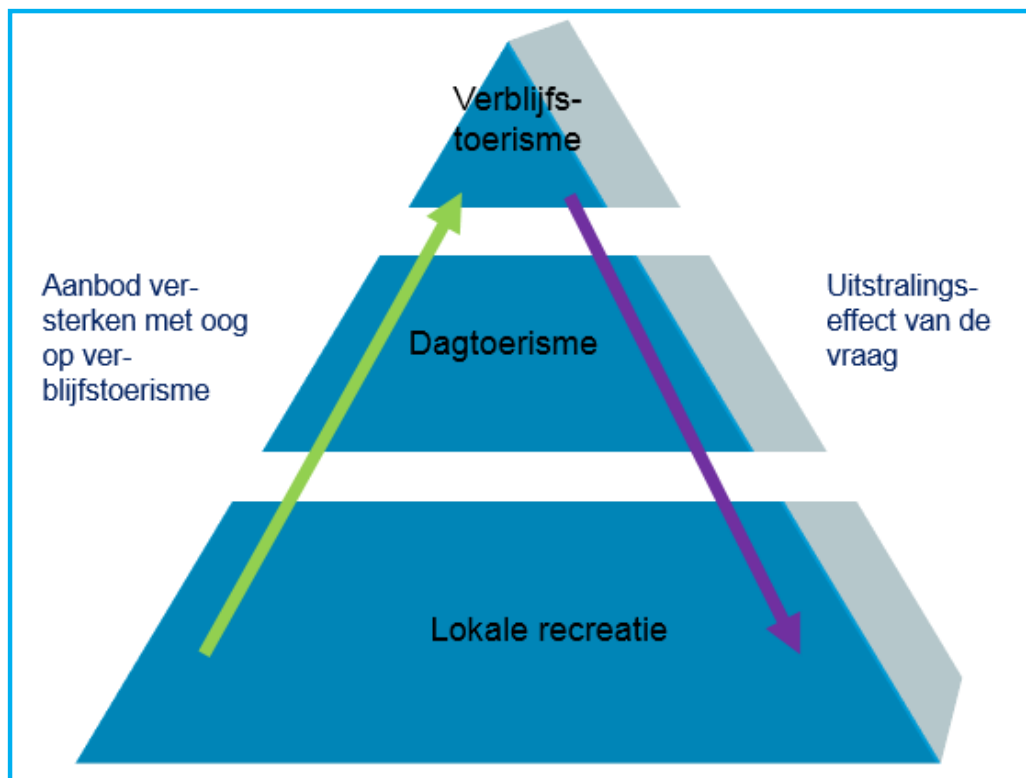 Verblijfs-
toerisme
Aanbod ver-
sterken met oog
op ver-
blijfstoerisme
Dagtoerisme
Uitstralings-
effect van de
vraag
Lokale recreatie